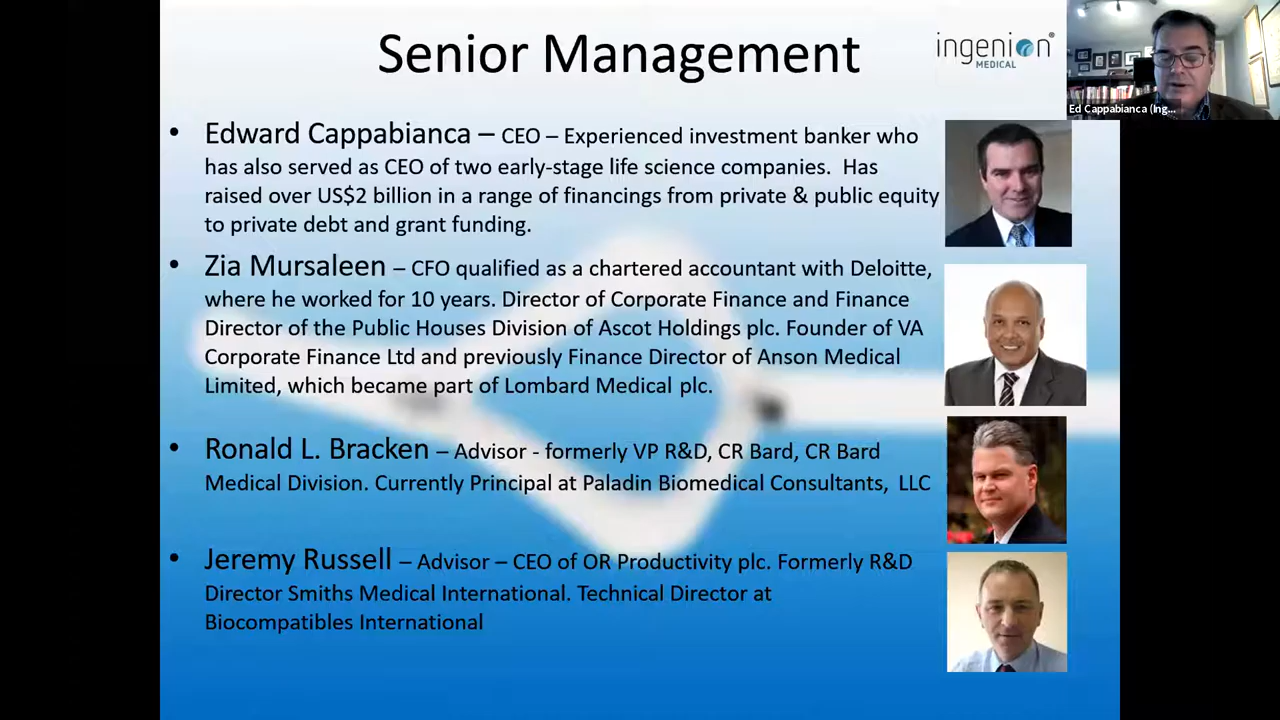 Senior Management
ingenion®
MEDICAL
Ed Cappabianca (Ing...
• Edward Cappabianca – CEO – Experienced investment banker who
has also served as CEO of two early-stage life science companies. Has
raised over US$2 billion in a range of financings from private & public equity
to private debt and grant funding.
• Zia Mursaleen – CFO qualified as a chartered accountant with Deloitte,
where he worked for 10 years. Director of Corporate Finance and Finance
Director of the Public Houses Division of Ascot Holdings plc. Founder of VA
Corporate Finance Ltd and previously Finance Director of Anson Medical
Limited, which became part of Lombard Medical plc.
• Ronald L. Bracken – Advisor - formerly VP R&D, CR Bard, CR Bard
Medical Division. Currently Principal at Paladin Biomedical Consultants, LLC
• Jeremy Russell – Advisor – CEO of OR Productivity plc. Formerly R&D
Director Smiths Medical International. Technical Director at
Biocompatibles International